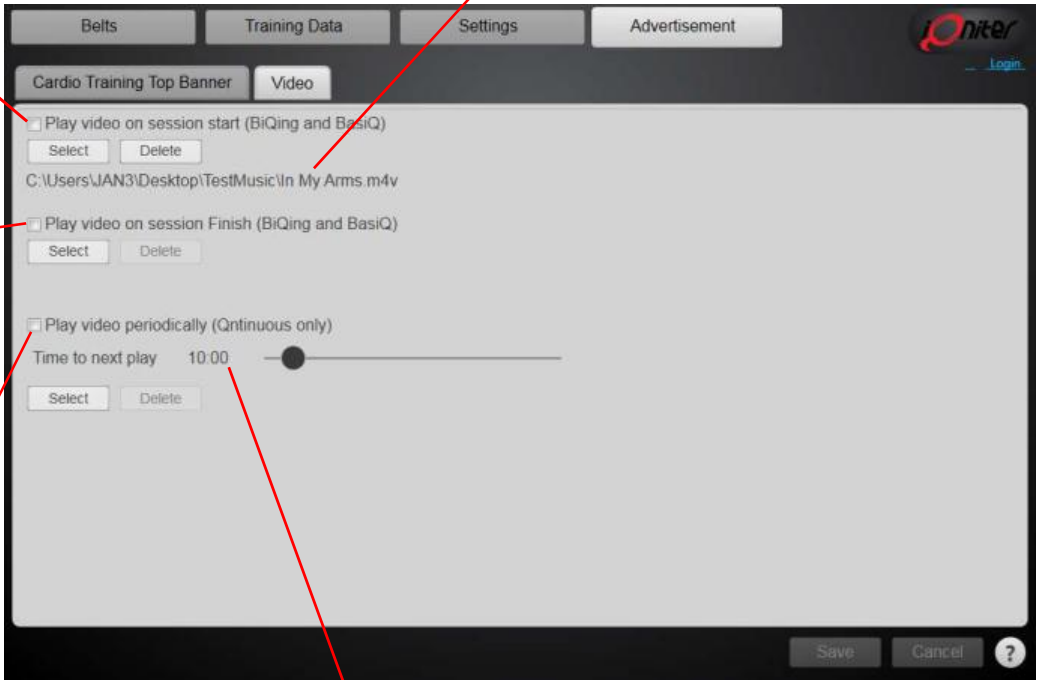 Belts Training Data Settings Advertisement iQniter
Login
Cardio Training Top Banner Video
Play video on session start (BiQing and BasiQ)
Select Delete
C:\Users\JAN3\Desktop\TestMusic\In My Arms.m4v
Play video on session Finish (BiQing and BasiQ)
Select Delete
Play video periodically (Qntinuous only)
Time to next play 10:00
Select Delete
Save Cancel ?